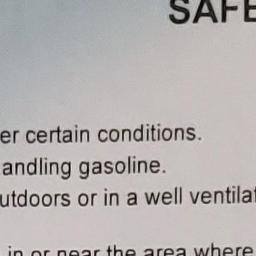 SAFE
er certain conditions.
andling gasoline.
utdoors or in a well ventilat
in or near the area where